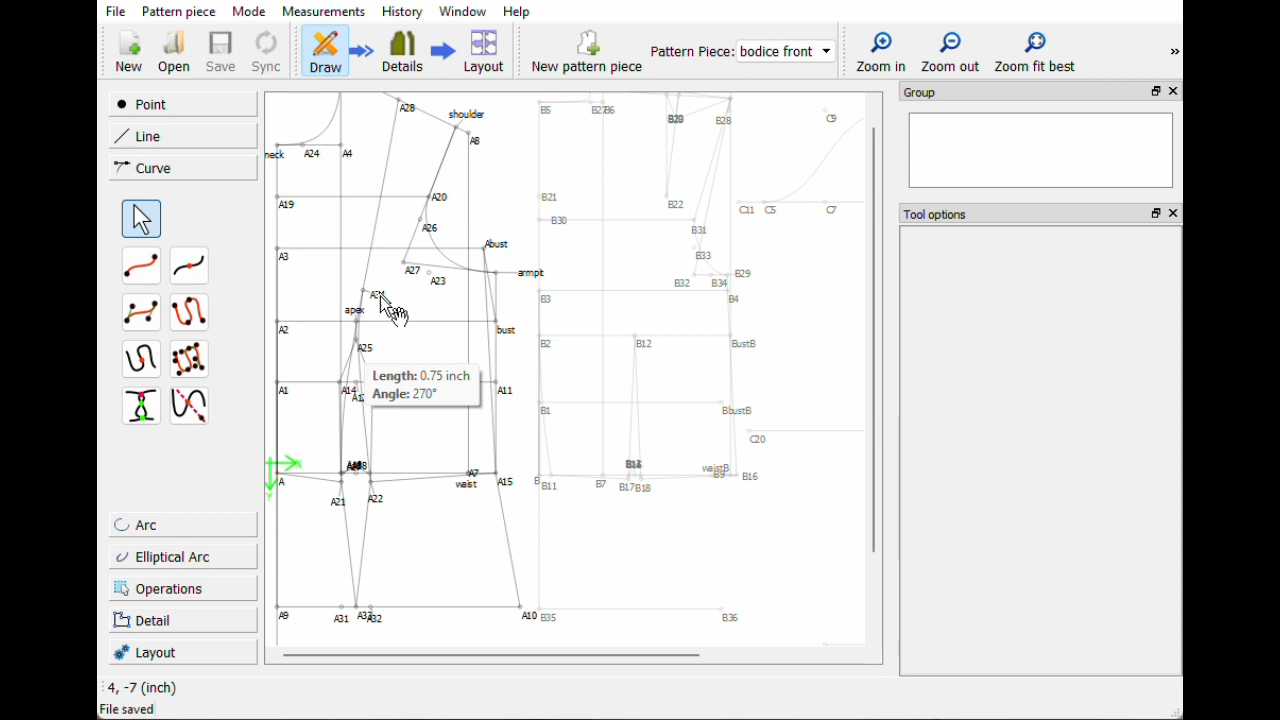 File Pattern piece Mode Measurements History Window Help
New Open Save Sync Draw Details Layout New pattern piece Pattern Piece: bodice front Zoom in Zoom out Zoom fit best »
Point
Line
Curve
Arc
Elliptical Arc
Operations
Detail
Layout
Group
Tool options
A28
shoulder
A8
neck A24 A4
A19
A20
A26
A3
Abust
A27
A23
armpit
apex
A2
bust
A25
A1
A14
A11
Length: 0.75 inch
Angle: 270°
A
A7
waist
A15
A21
A22
A9
A31
A32
A10
B5
B6
B28
C9
B21
B22
B30
B31
C11 C5 C7
B33
B29
B32 B34
B3
B4
B2
B12
BustB
B1
BbustB
C20
waistB
B
B11
B7
B17
B18
B9
B16
B35
B36
4, -7 (inch)
File saved